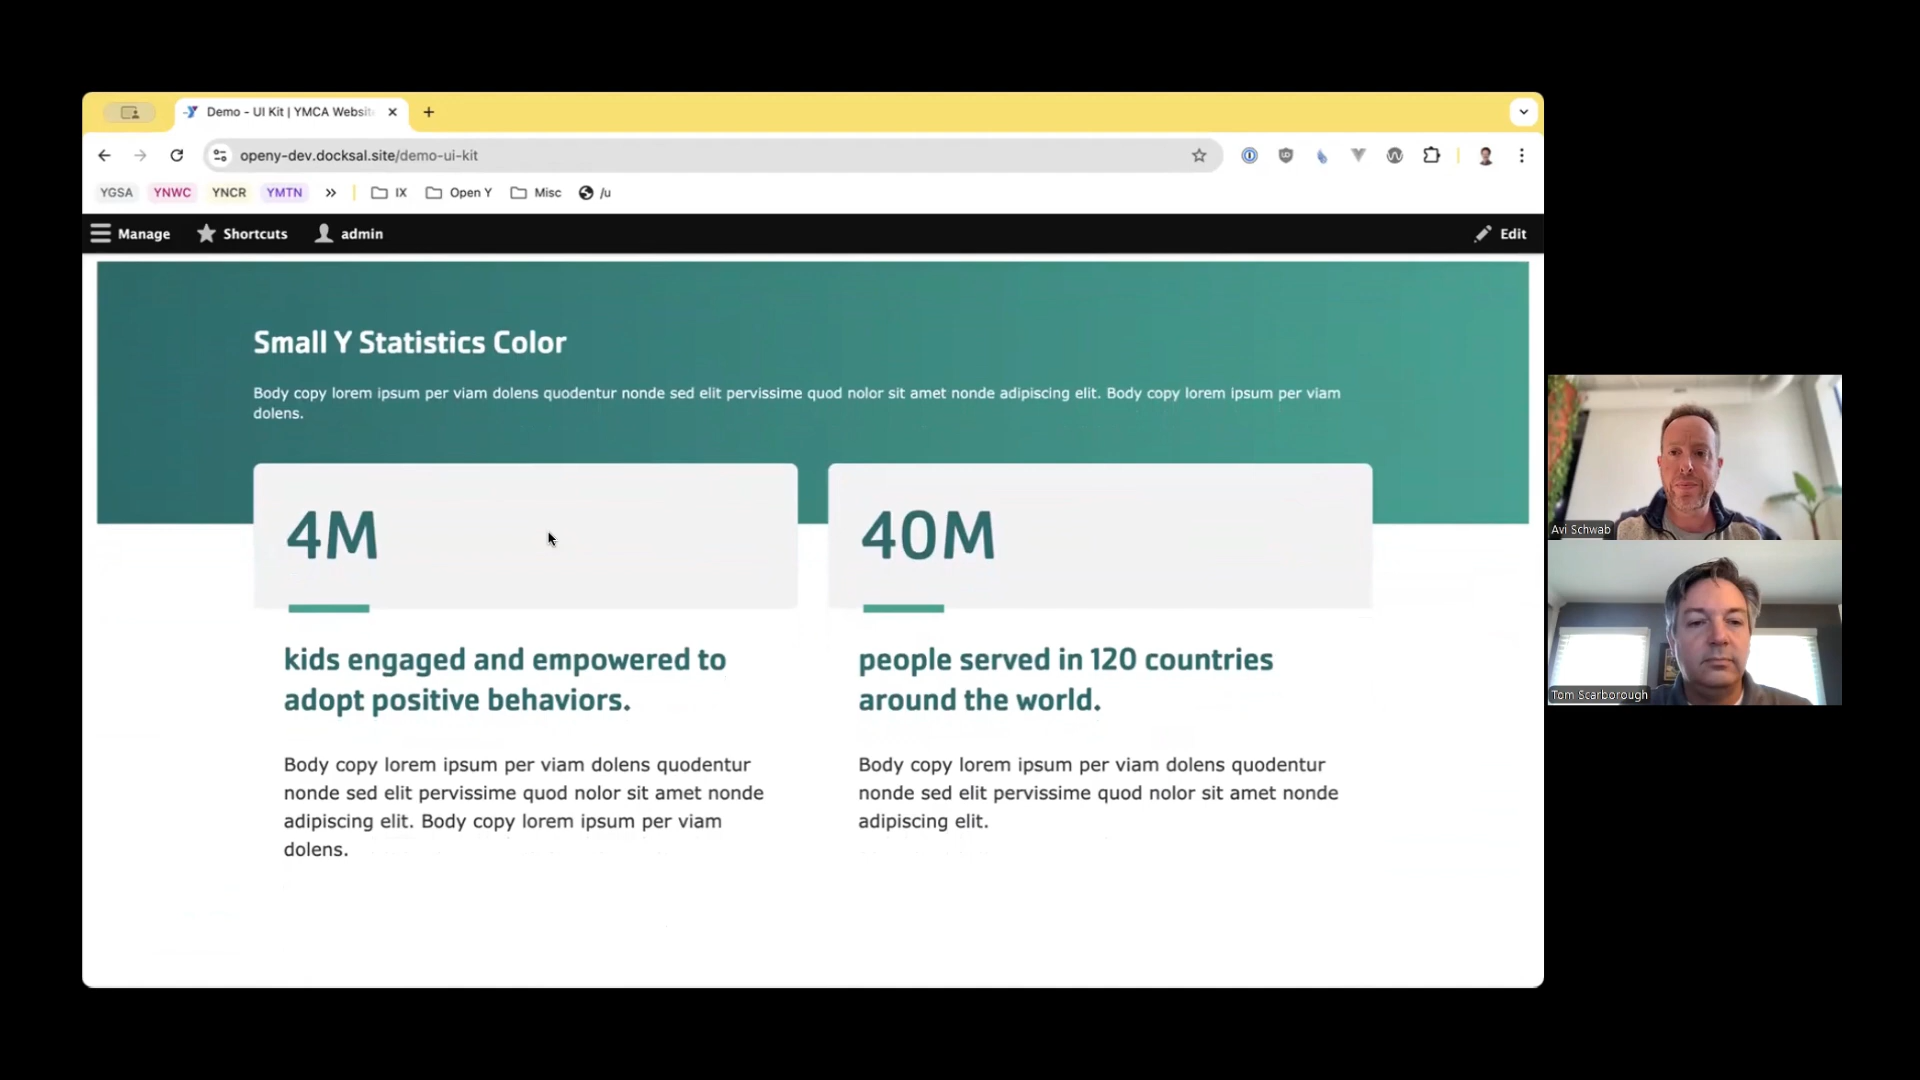 Demo - UI Kit | YMCA Websit
openy-dev.docksal.site/demo-ui-kit
YGSA YNWC YNCR YMTN » IX Open Y Misc /u
Manage Shortcuts admin Edit
Small Y Statistics Color
Body copy lorem ipsum per viam dolens quodentur nonde sed elit pervissime quod nolor sit amet nonde adipiscing elit. Body copy lorem ipsum per viam
dolens.
4M
kids engaged and empowered to
adopt positive behaviors.
Body copy lorem ipsum per viam dolens quodentur
nonde sed elit pervissime quod nolor sit amet nonde
adipiscing elit. Body copy lorem ipsum per viam
dolens.
40M
people served in 120 countries
around the world.
Body copy lorem ipsum per viam dolens quodentur
nonde sed elit pervissime quod nolor sit amet nonde
adipiscing elit.
Avi Schwab
Tom Scarborough